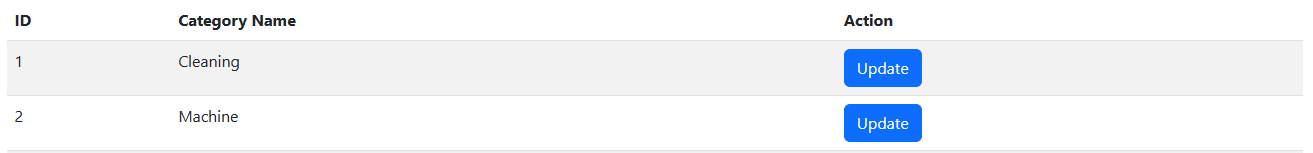 ID Category Name Action
1 Cleaning Update
2 Machine Update